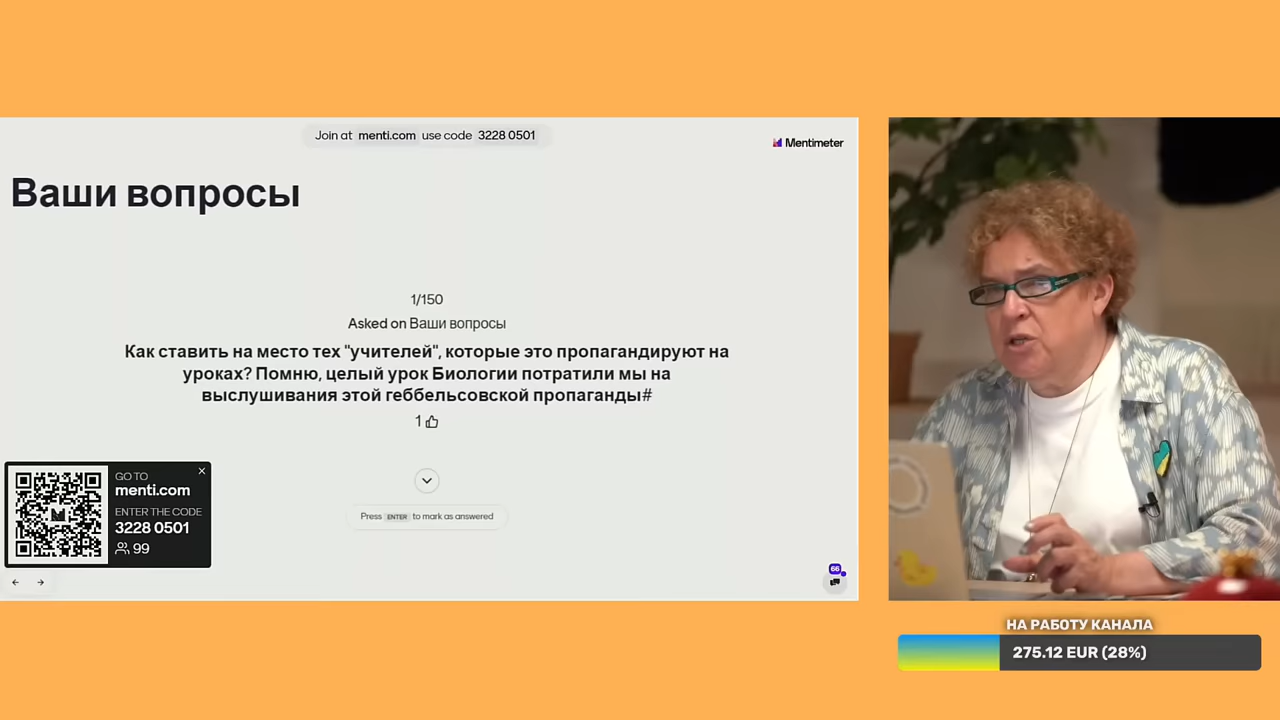 Join at menti.com use code 3228 0501
Mentimeter
Ваши вопросы
1/150
Asked on Ваши вопросы
Как ставить на место тех "учителей", которые это пропагандируют на
уроках? Помню, целый урок Биологии потратили мы на
выслушивания этой геббельсовской пропаганды#
1
Press ENTER to mark as answered
GO TO
menti.com
ENTER THE CODE
3228 0501
99
66
НА РАБОТУ КАНАЛА
275.12 EUR (28%)